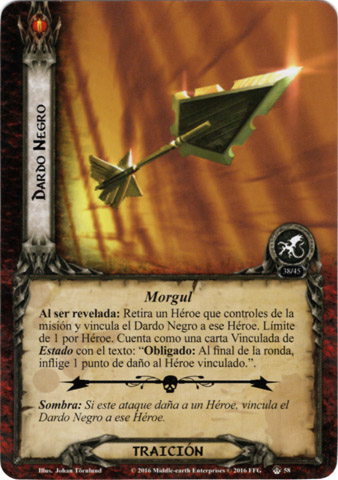 DARDO NEGRO
38/45
Morgul
Al ser revelada: Retira un Héroe que controles de la
misión y vincula el Dardo Negro a ese Héroe. Límite
de 1 por Héroe. Cuenta como una carta Vinculada de
Estado con el texto: “Obligado: Al final de la ronda,
inflige 1 punto de daño al Héroe vinculado.”.
Sombra: Si este ataque daña a un Héroe, vincula el
Dardo Negro a ese Héroe.
TRAICIÓN
Illus. Johan Törnlund
© 2016 Middle-earth Enterprises • 2016 FFG
58